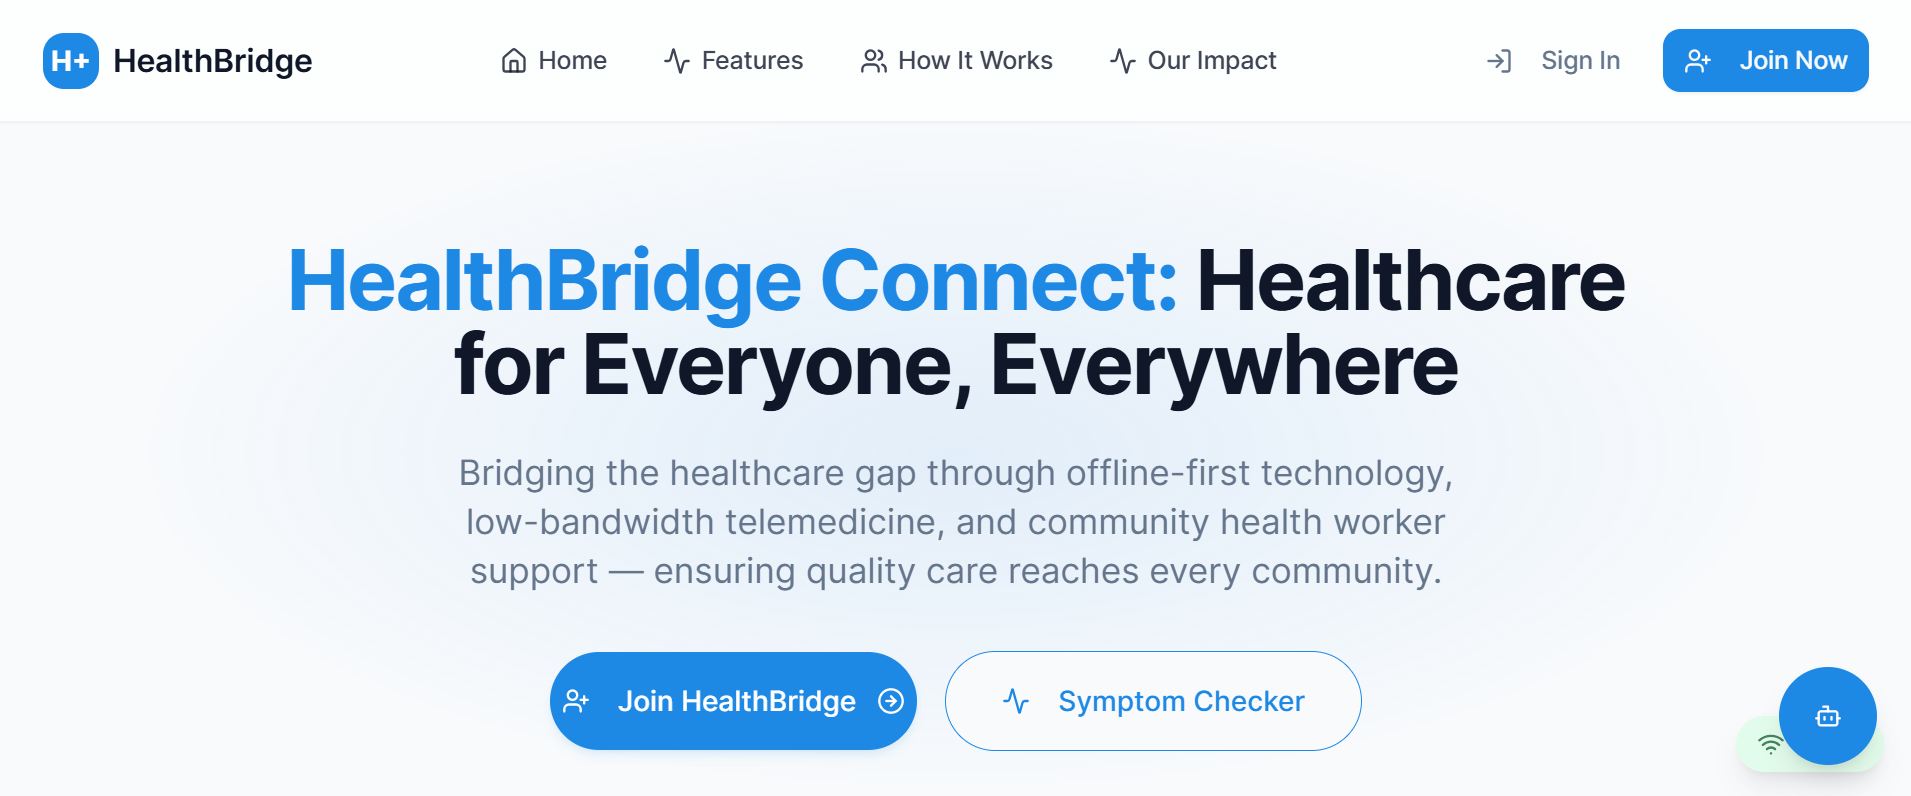 H+ HealthBridge
Home
Features
How It Works
Our Impact
Sign In
Join Now
HealthBridge Connect: Healthcare
for Everyone, Everywhere
Bridging the healthcare gap through offline-first technology,
low-bandwidth telemedicine, and community health worker
support — ensuring quality care reaches every community.
Join HealthBridge
Symptom Checker